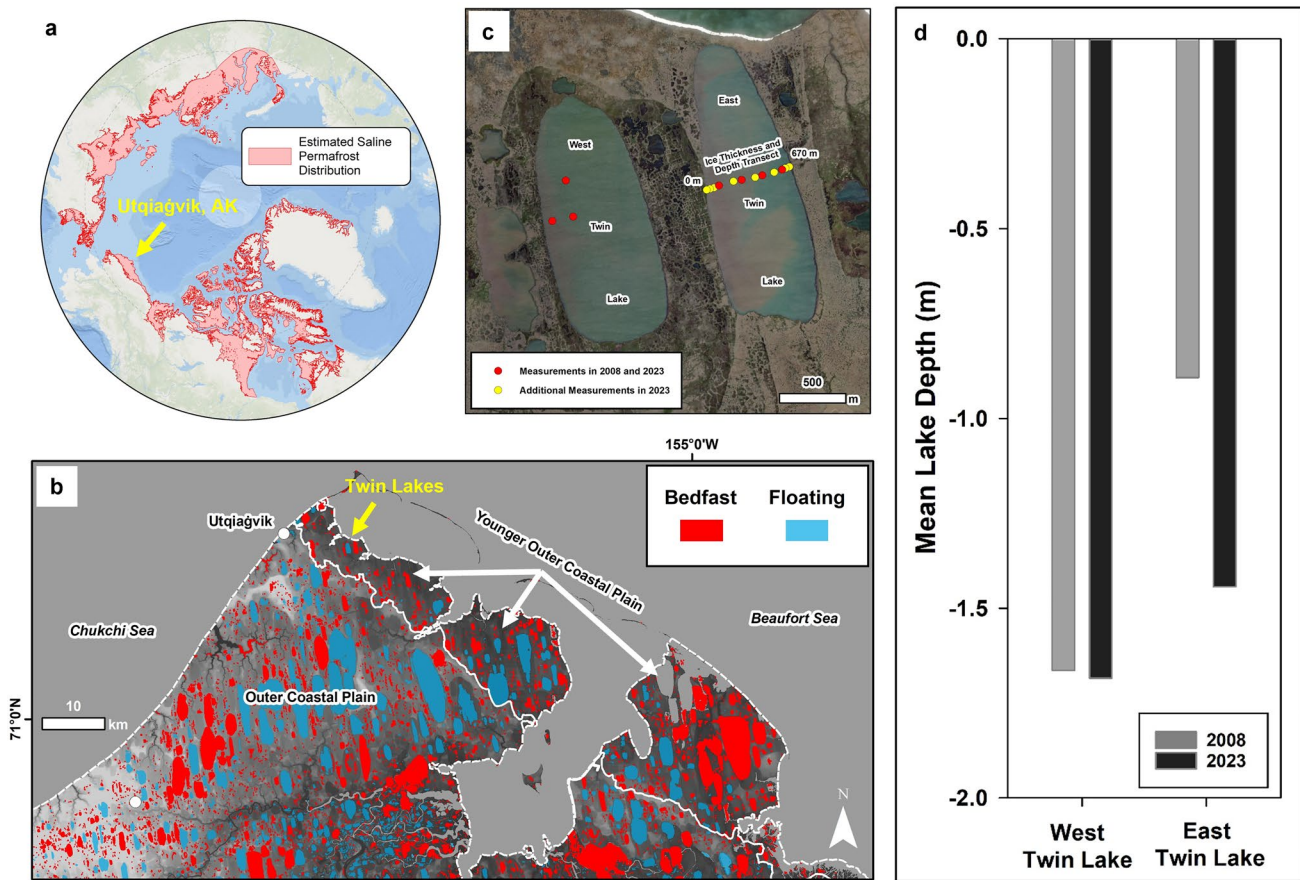 a
Estimated Saline
Permafrost
Distribution
Utqiaġvik, AK
c
East
West
Ice Thickness and
Depth Transect
670 m
0 m
Twin
Twin
Lake
Lake
Measurements in 2008 and 2023
Additional Measurements in 2023
500
m
155°0'W
b
Twin Lakes
Utqiaġvik
Bedfast
Floating
Younger Outer Coastal Plain
Chukchi Sea
Beaufort Sea
Outer Coastal Plain
71°0'N
10
km
N
d
Mean Lake Depth (m)
0.0
-0.5
-1.0
-1.5
-2.0
2008
2023
West
Twin Lake
East
Twin Lake